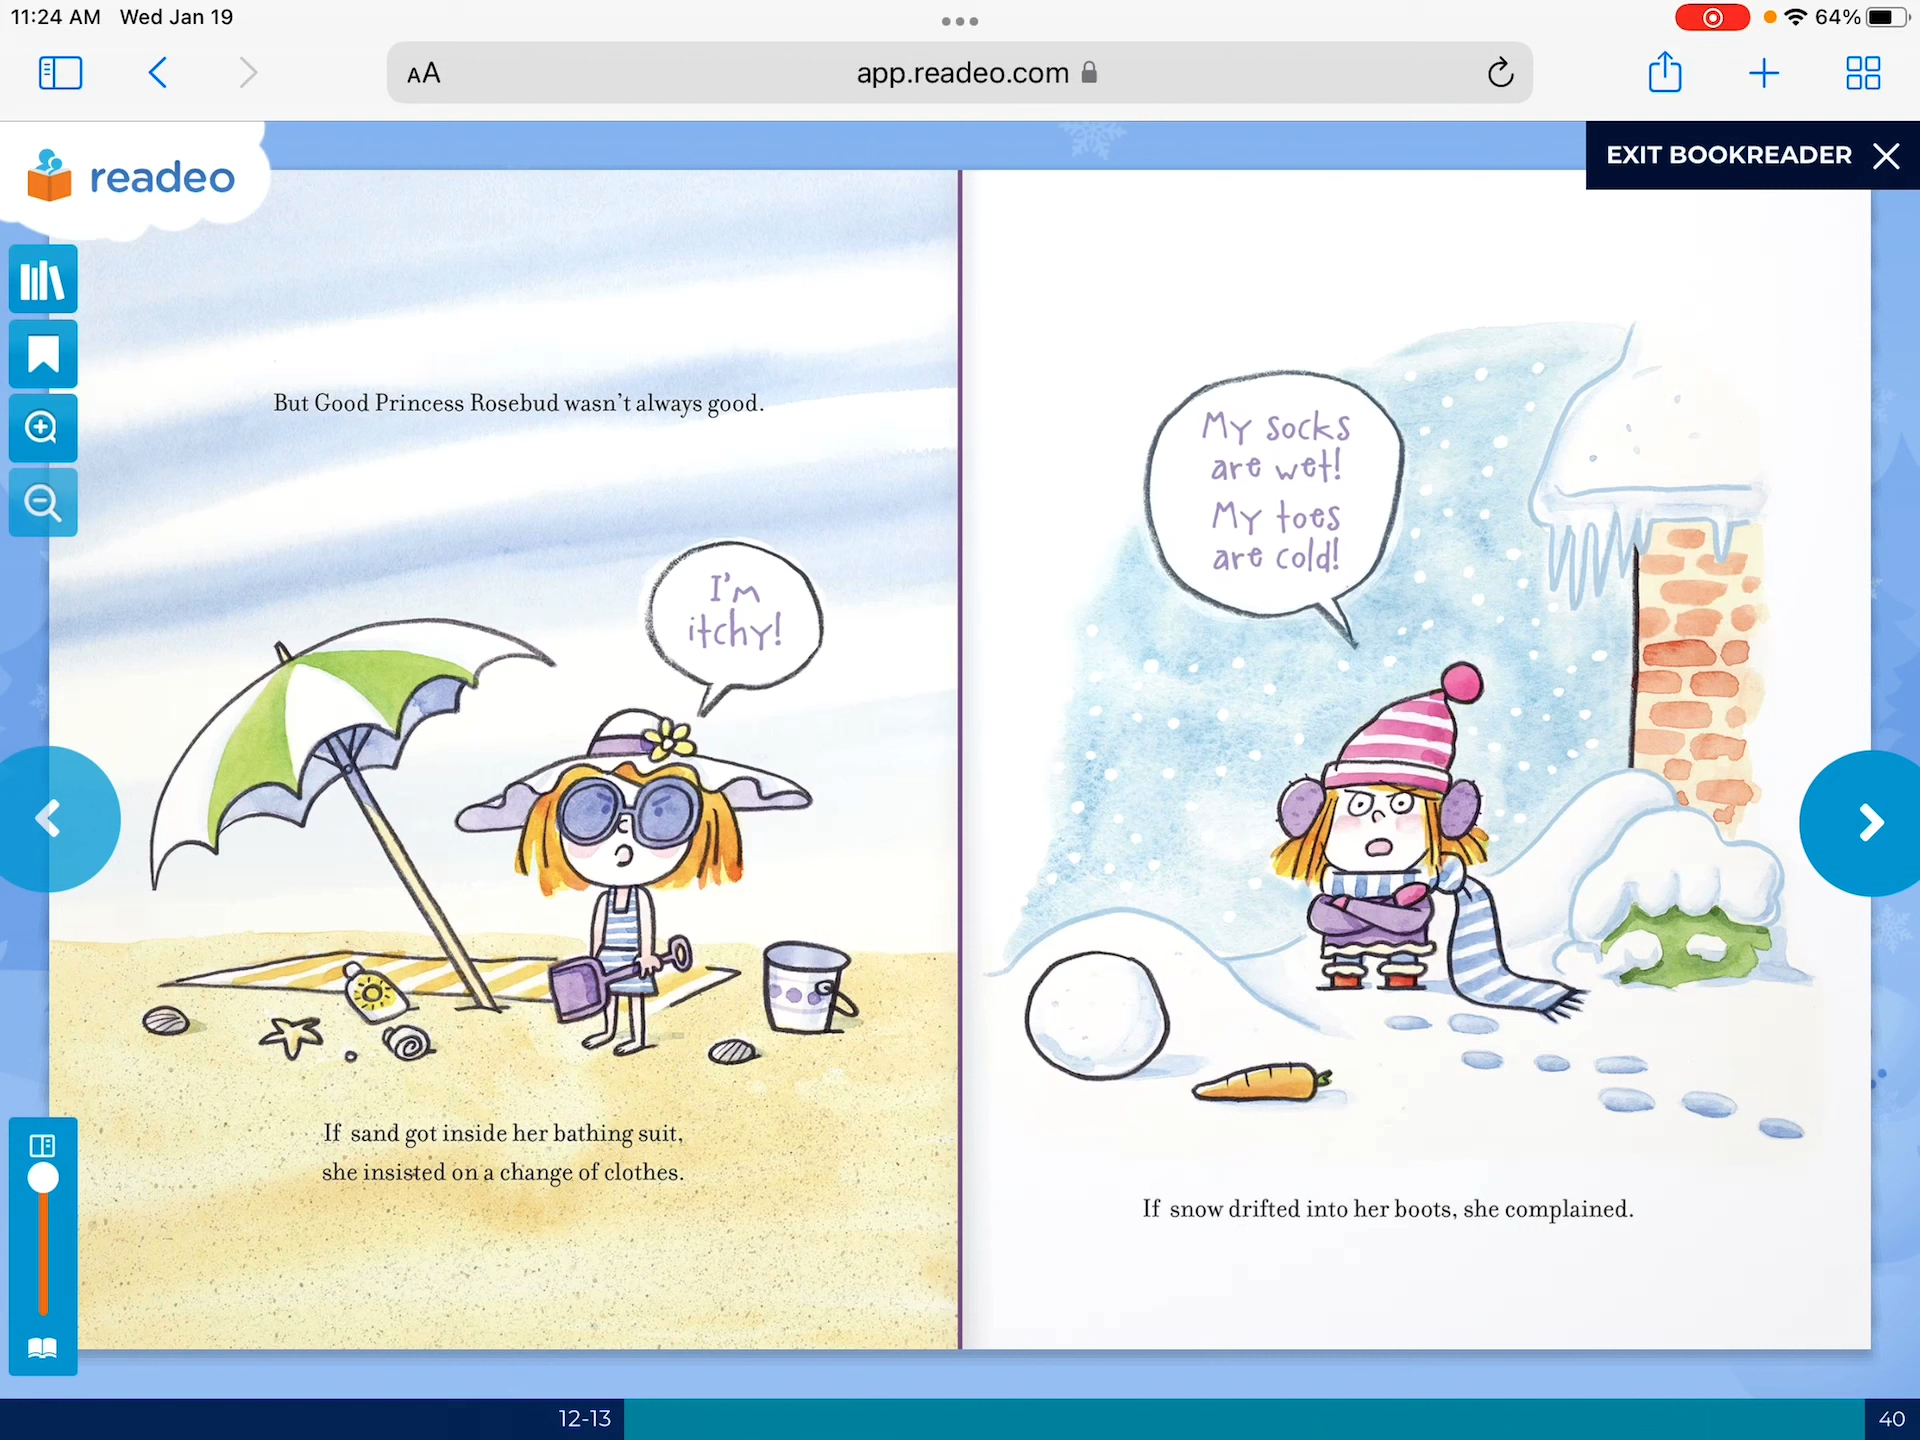 11:24 AM Wed Jan 19
64%
AA
app.readeo.com
readeo
EXIT BOOKREADER
But Good Princess Rosebud wasn't always good.
I'm
itchy!
If sand got inside her bathing suit,
she insisted on a change of clothes.
My socks
are wet!
My toes
are cold!
If snow drifted into her boots, she complained.
12-13
40